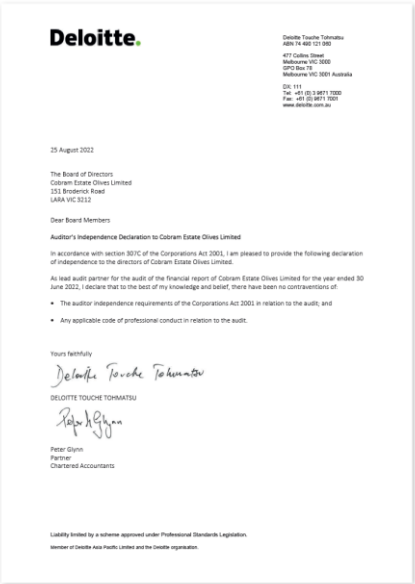 Deloitte.
Deloitte Touche Tohmatsu
ABN 74 490 121 060
477 Collins Street
Melbourne VIC 3000
GPO Box 78
Melbourne VIC 3001 Australia
DX: 111
Tel: +61 (0) 3 9671 7000
Fax: +61 (0) 9671 7001
www.deloitte.com.au
25 August 2022
The Board of Directors
Cobram Estate Olives Limited
151 Broderick Road
LARA VIC 3212
Dear Board Members
Auditor's Independence Declaration to Cobram Estate Olives Limited
In accordance with section 307C of the Corporations Act 2001, I am pleased to provide the following declaration
of independence to the directors of Cobram Estate Olives Limited.
As lead audit partner for the audit of the financial report of Cobram Estate Olives Limited for the year ended 30
June 2022, I declare that to the best of my knowledge and belief, there have been no contraventions of:
• The auditor independence requirements of the Corporations Act 2001 in relation to the audit; and
• Any applicable code of professional conduct in relation to the audit.
Yours faithfully
Deloitte Touche Tohmatsu
DELOITTE TOUCHE TOHMATSU
Peter Glynn
Peter Glynn
Partner
Chartered Accountants
Liability limited by a scheme approved under Professional Standards Legislation.
Member of Deloitte Asia Pacific Limited and the Deloitte organisation.